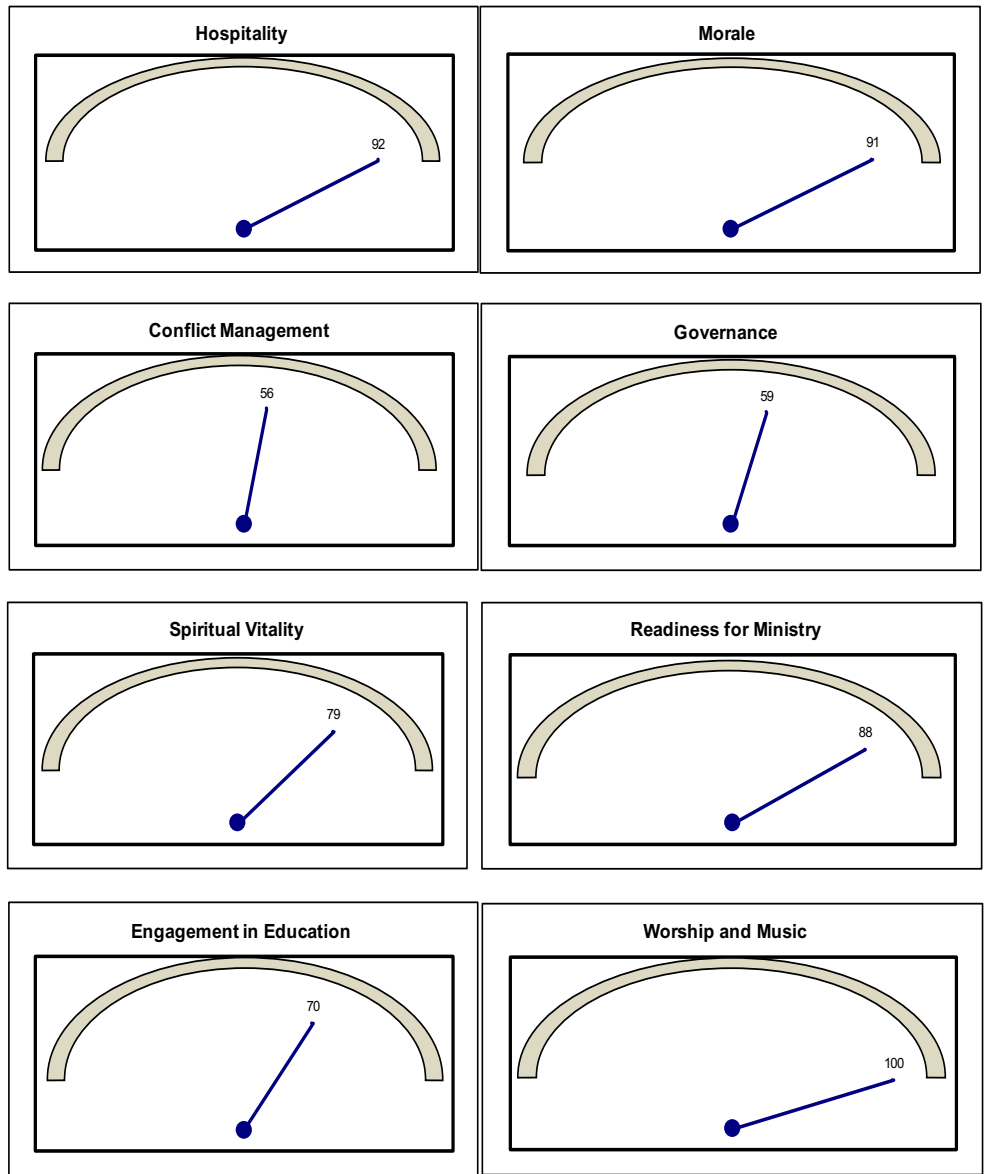 Hospitality
92
Morale
91
Conflict Management
56
Governance
59
Spiritual Vitality
79
Readiness for Ministry
88
Engagement in Education
70
Worship and Music
100